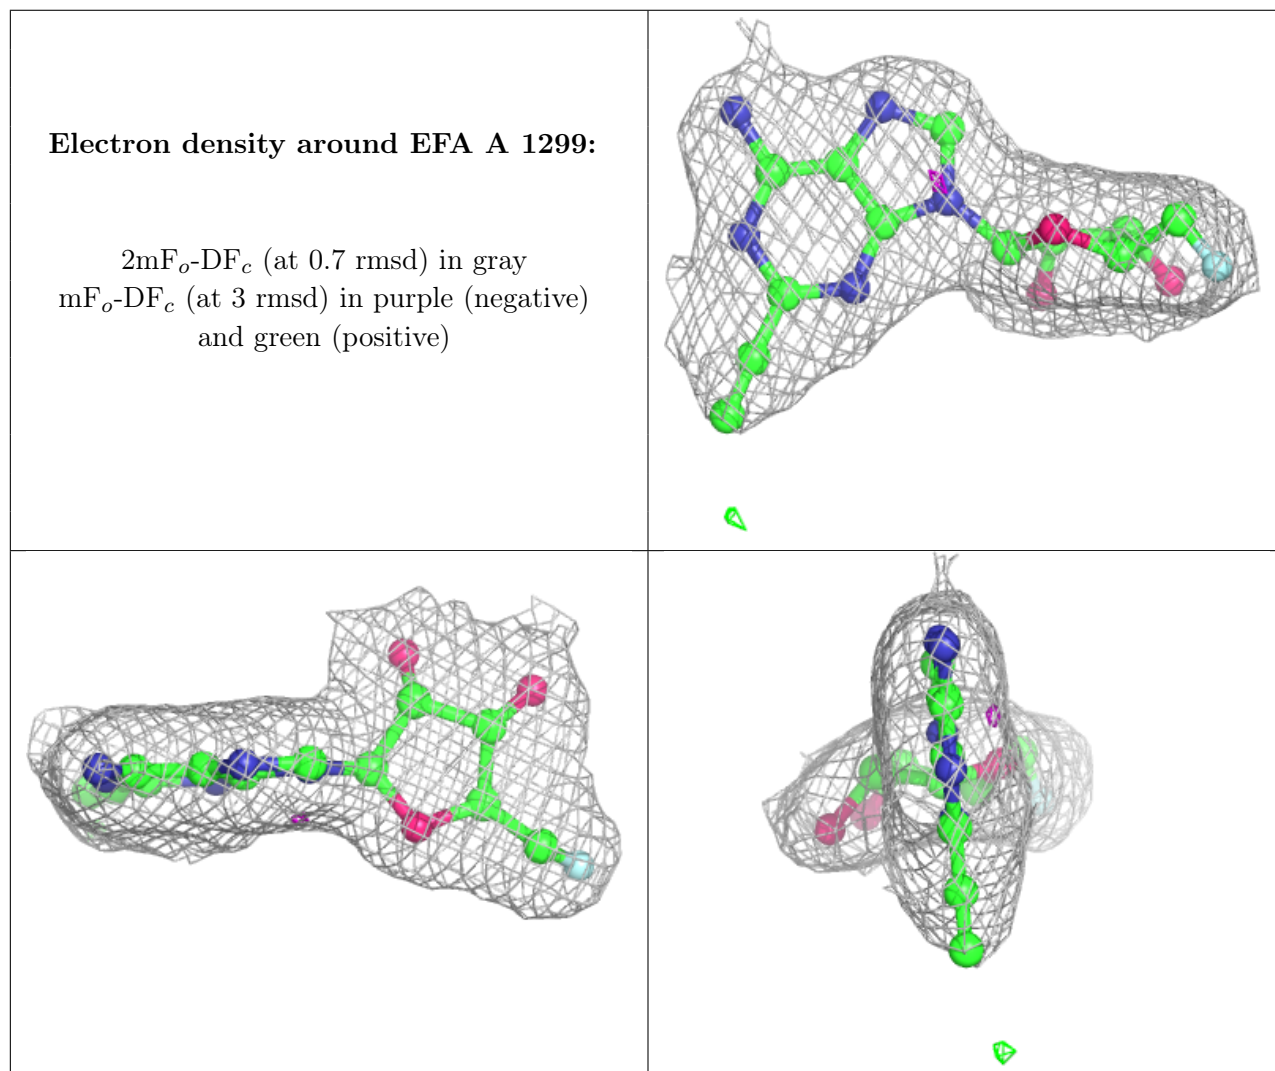 Electron density around EFA A 1299:
2mFₒ-DF𝒸 (at 0.7 rmsd) in gray
mFₒ-DF𝒸 (at 3 rmsd) in purple (negative)
and green (positive)